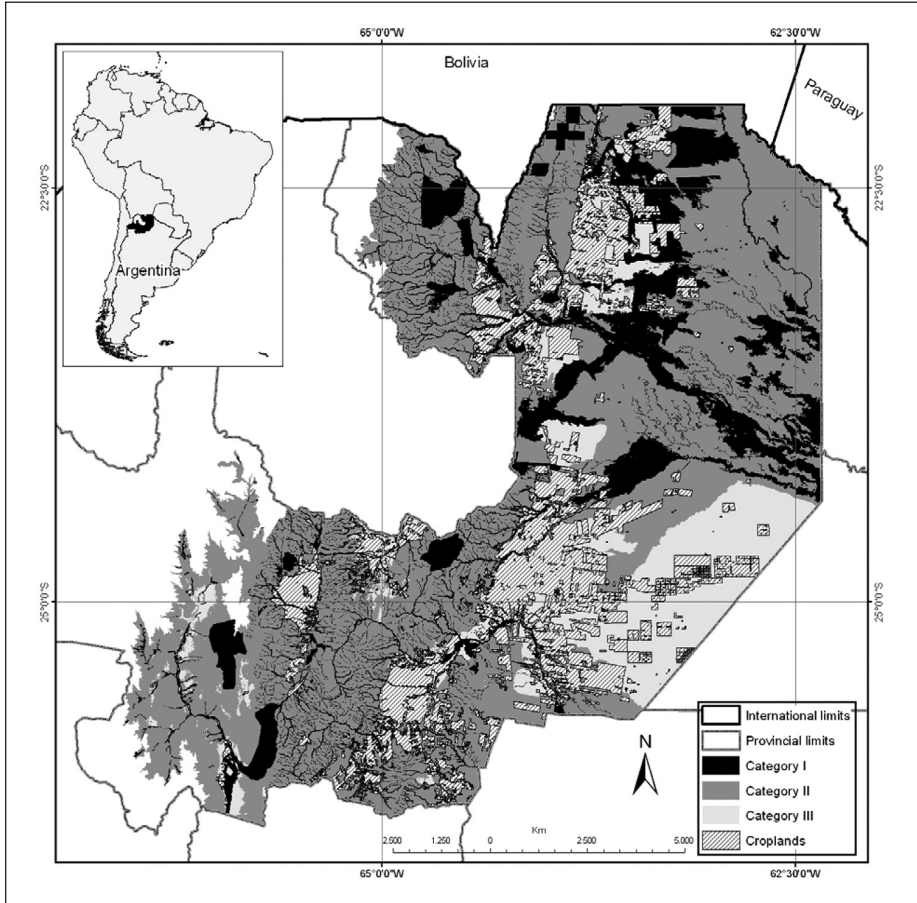 65°0'0"W
62°30'0"W
Bolivia
Paraguay
22°30'0"S
22°30'0"S
Argentina
25°0'0"S
25°0'0"S
International limits
Provincial limits
Category I
Category II
Category III
Croplands
N
Km
2.500
1.250
0
2.500
5.000
65°0'0"W
62°30'0"W